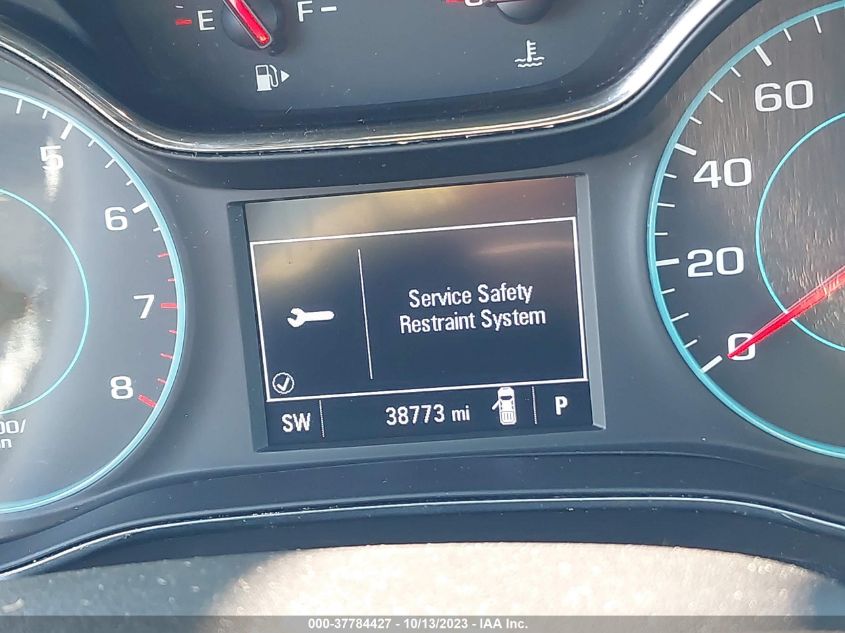 E F
5
6
7
8
Service Safety
Restraint System
SW 38773 mi P
60
40
20
0
000-37784427 - 10/13/2023 - IAA Inc.